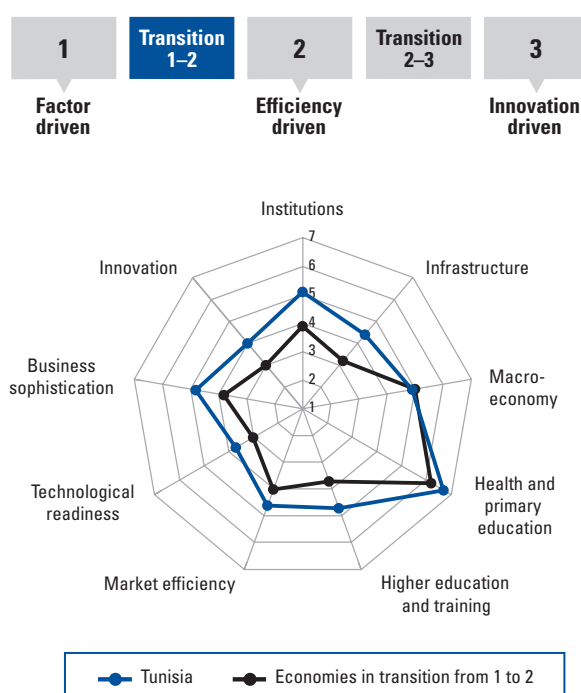 1
Transition
1–2
2
Transition
2–3
3
Factor
driven
Efficiency
driven
Innovation
driven
Institutions
7
6
5
4
3
2
1
Innovation
Infrastructure
Business
sophistication
Macro-
economy
Technological
readiness
Health and
primary
education
Market efficiency
Higher education
and training
Tunisia
Economies in transition from 1 to 2